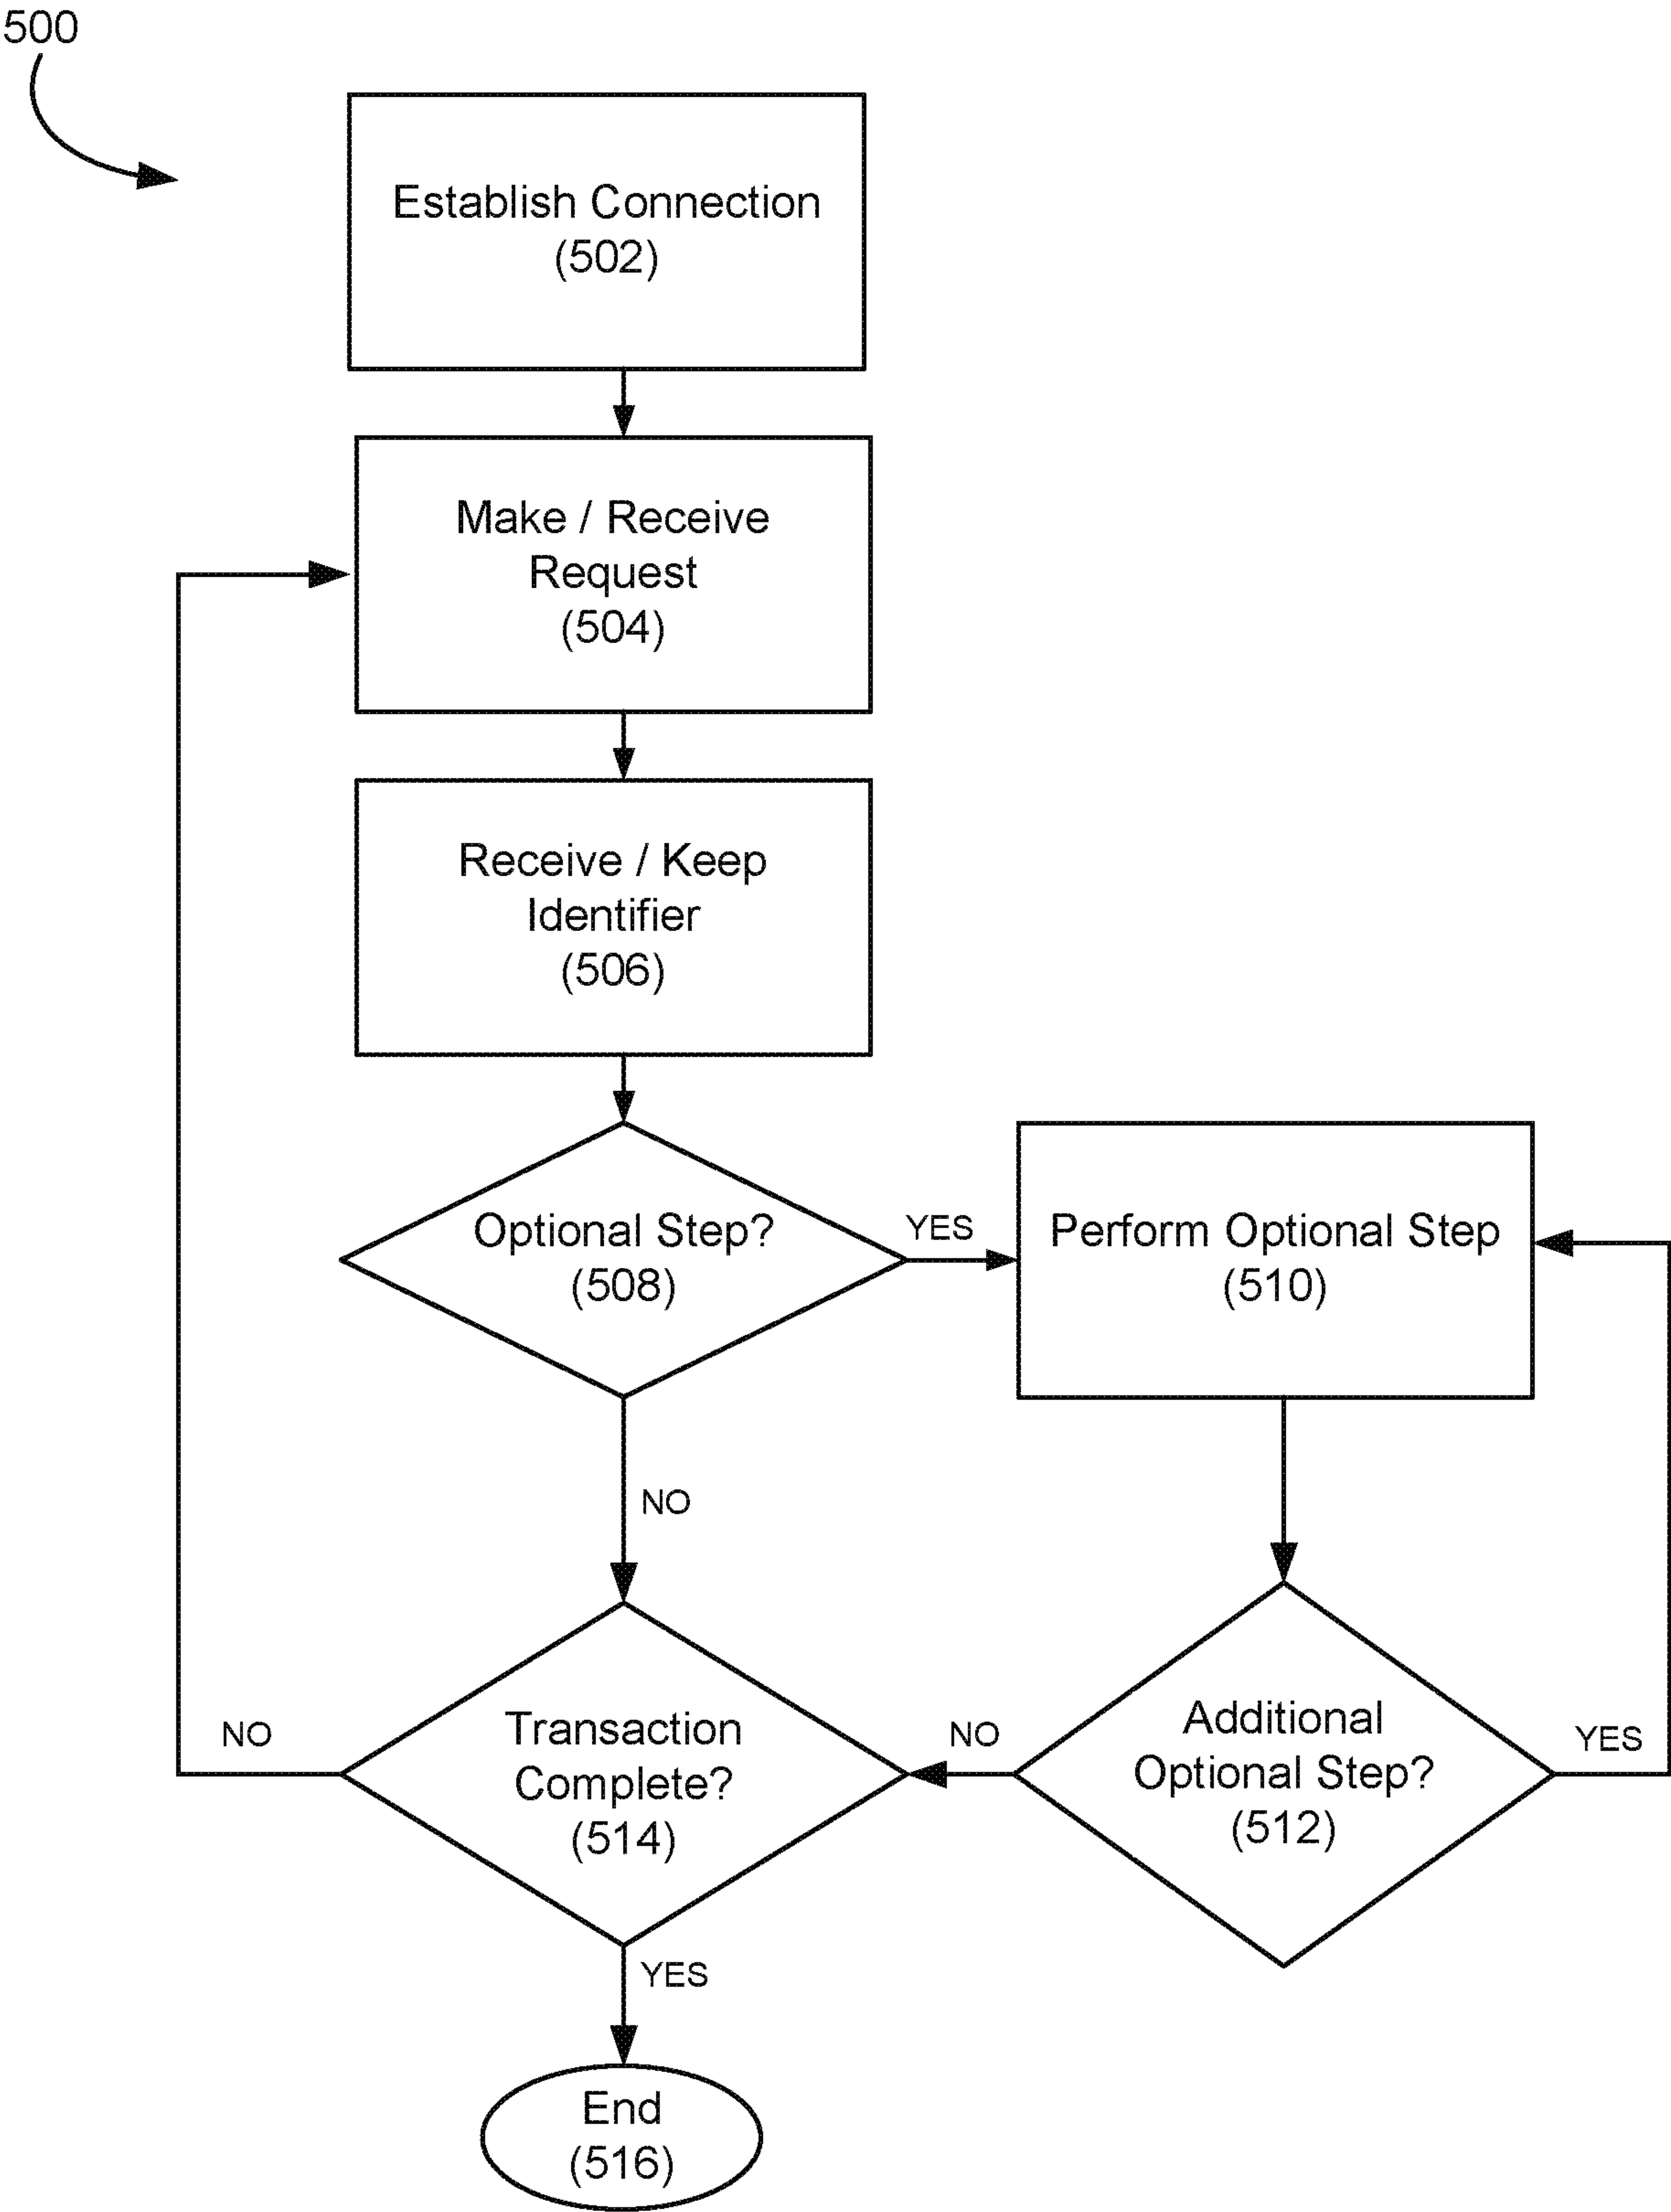 500
Establish Connection
(502)
Make / Receive
Request
(504)
Receive / Keep
Identifier
(506)
Optional Step?
(508)
YES
Perform Optional Step
(510)
NO
Transaction
Complete?
(514)
NO
NO
Additional
Optional Step?
(512)
YES
YES
End
(516)